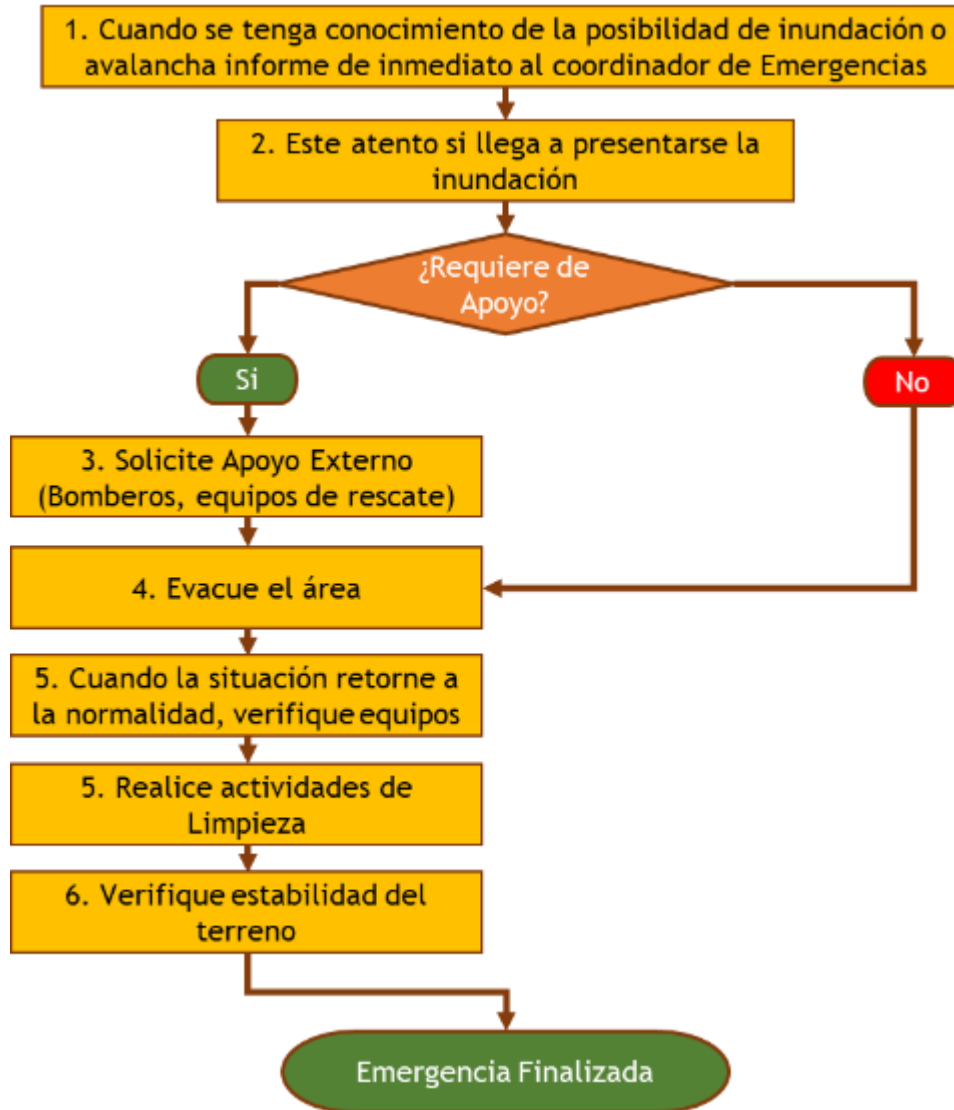 1. Cuando se tenga conocimiento de la posibilidad de inundación o
avalancha informe de inmediato al coordinador de Emergencias
2. Este atento si llega a presentarse la
inundación
¿Requiere de
Apoyo?
Si
No
3. Solicite Apoyo Externo
(Bomberos, equipos de rescate)
4. Evacue el área
5. Cuando la situación retorne a
la normalidad, verifique equipos
5. Realice actividades de
Limpieza
6. Verifique estabilidad del
terreno
Emergencia Finalizada